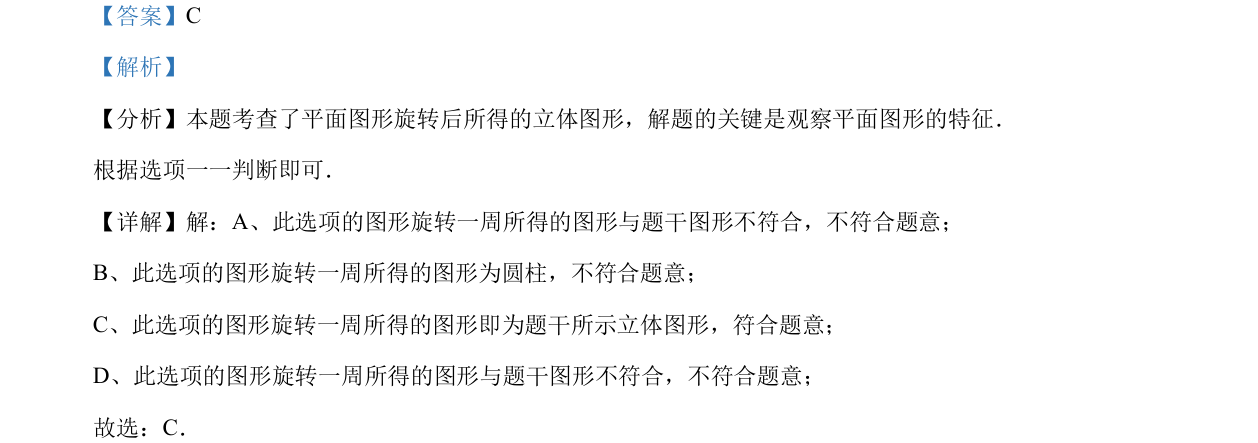 【答案】C
【解析】
【分析】本题考查了平面图形旋转后所得的立体图形，解题的关键是观察平面图形的特征．
根据选项一一判断即可．
【详解】解：A、此选项的图形旋转一周所得的图形与题干图形不符合，不符合题意；
B、此选项的图形旋转一周所得的图形为圆柱，不符合题意；
C、此选项的图形旋转一周所得的图形即为题干所示立体图形，符合题意；
D、此选项的图形旋转一周所得的图形与题干图形不符合，不符合题意；
故选：C．